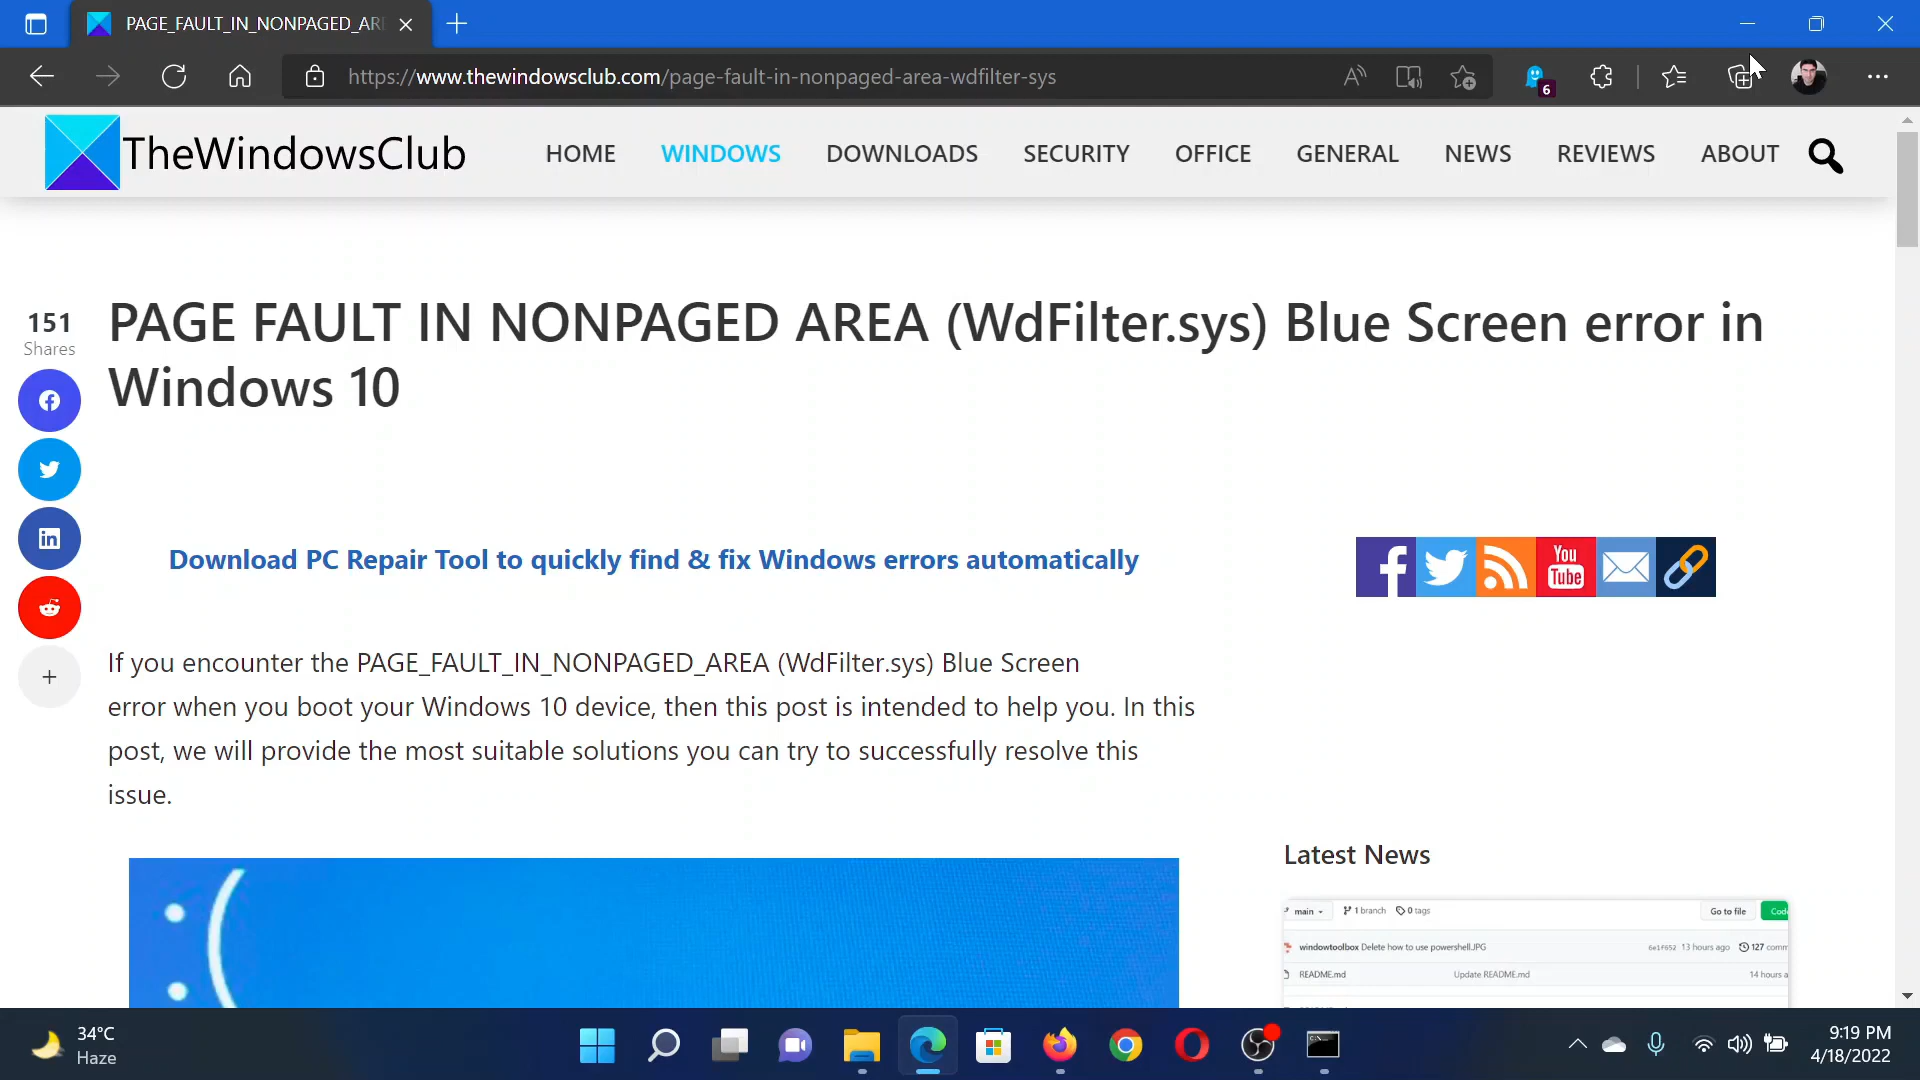 PAGE_FAULT_IN_NONPAGED_ARE
https://www.thewindowsclub.com/page-fault-in-nonpaged-area-wdfilter-sys
6
TheWindowsClub
HOME WINDOWS DOWNLOADS SECURITY OFFICE GENERAL NEWS REVIEWS ABOUT
151
Shares
PAGE FAULT IN NONPAGED AREA (WdFilter.sys) Blue Screen error in
Windows 10
Download PC Repair Tool to quickly find & fix Windows errors automatically
You
Tube
If you encounter the PAGE_FAULT_IN_NONPAGED_AREA (WdFilter.sys) Blue Screen
error when you boot your Windows 10 device, then this post is intended to help you. In this
post, we will provide the most suitable solutions you can try to successfully resolve this
issue.
:(
Latest News
main 1 branch 0 tags Go to file Code
windowtoolbox Delete how to use powershell.JPG 6e1f652 13 hours ago 127 comm
README.md Update README.md 14 hours a
34°C
Haze
9:19 PM
4/18/2022